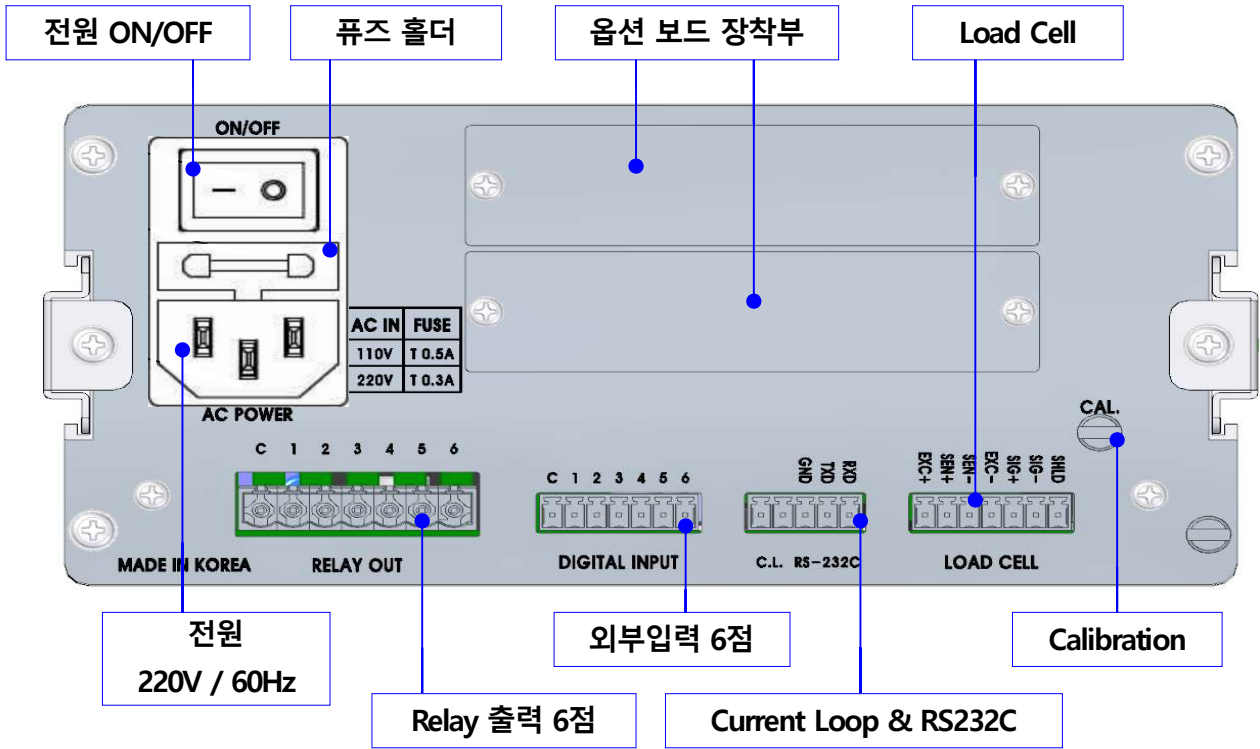 전원 ON/OFF
퓨즈 홀더
옵션 보드 장착부
Load Cell
ON/OFF
AC IN FUSE
110V T 0.5A
220V T 0.3A
AC POWER
CAL.
C 1 2 3 4 5 6
C 1 2 3 4 5 6
GND TXD RXD
EXC+ SEN+ SEN- EXC- SIG+ SIG- SHLD
MADE IN KOREA
RELAY OUT
DIGITAL INPUT
C.L. RS-232C
LOAD CELL
전원
220V / 60Hz
외부입력 6점
Calibration
Relay 출력 6점
Current Loop & RS232C